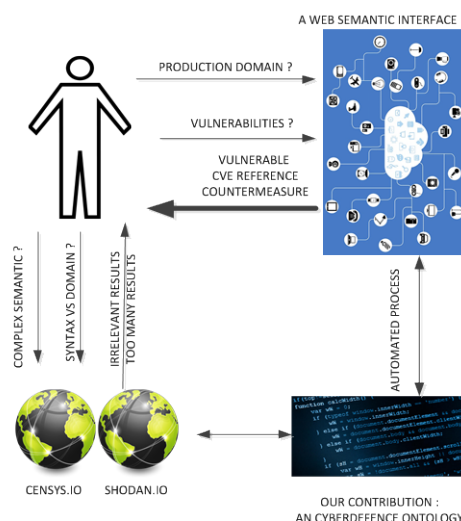 A WEB SEMANTIC INTERFACE
PRODUCTION DOMAIN ?
VULNERABILITIES ?
VULNERABLE
CVE REFERENCE
COUNTERMEASURE
COMPLEX SEMANTIC ?
SYNTAX VS DOMAIN ?
IRRELEVANT RESULTS
TOO MANY RESULTS
AUTOMATED PROCESS
CENSYS.IO
SHODAN.IO
OUR CONTRIBUTION :
AN CYBERDEFENCE ONTOLOGY